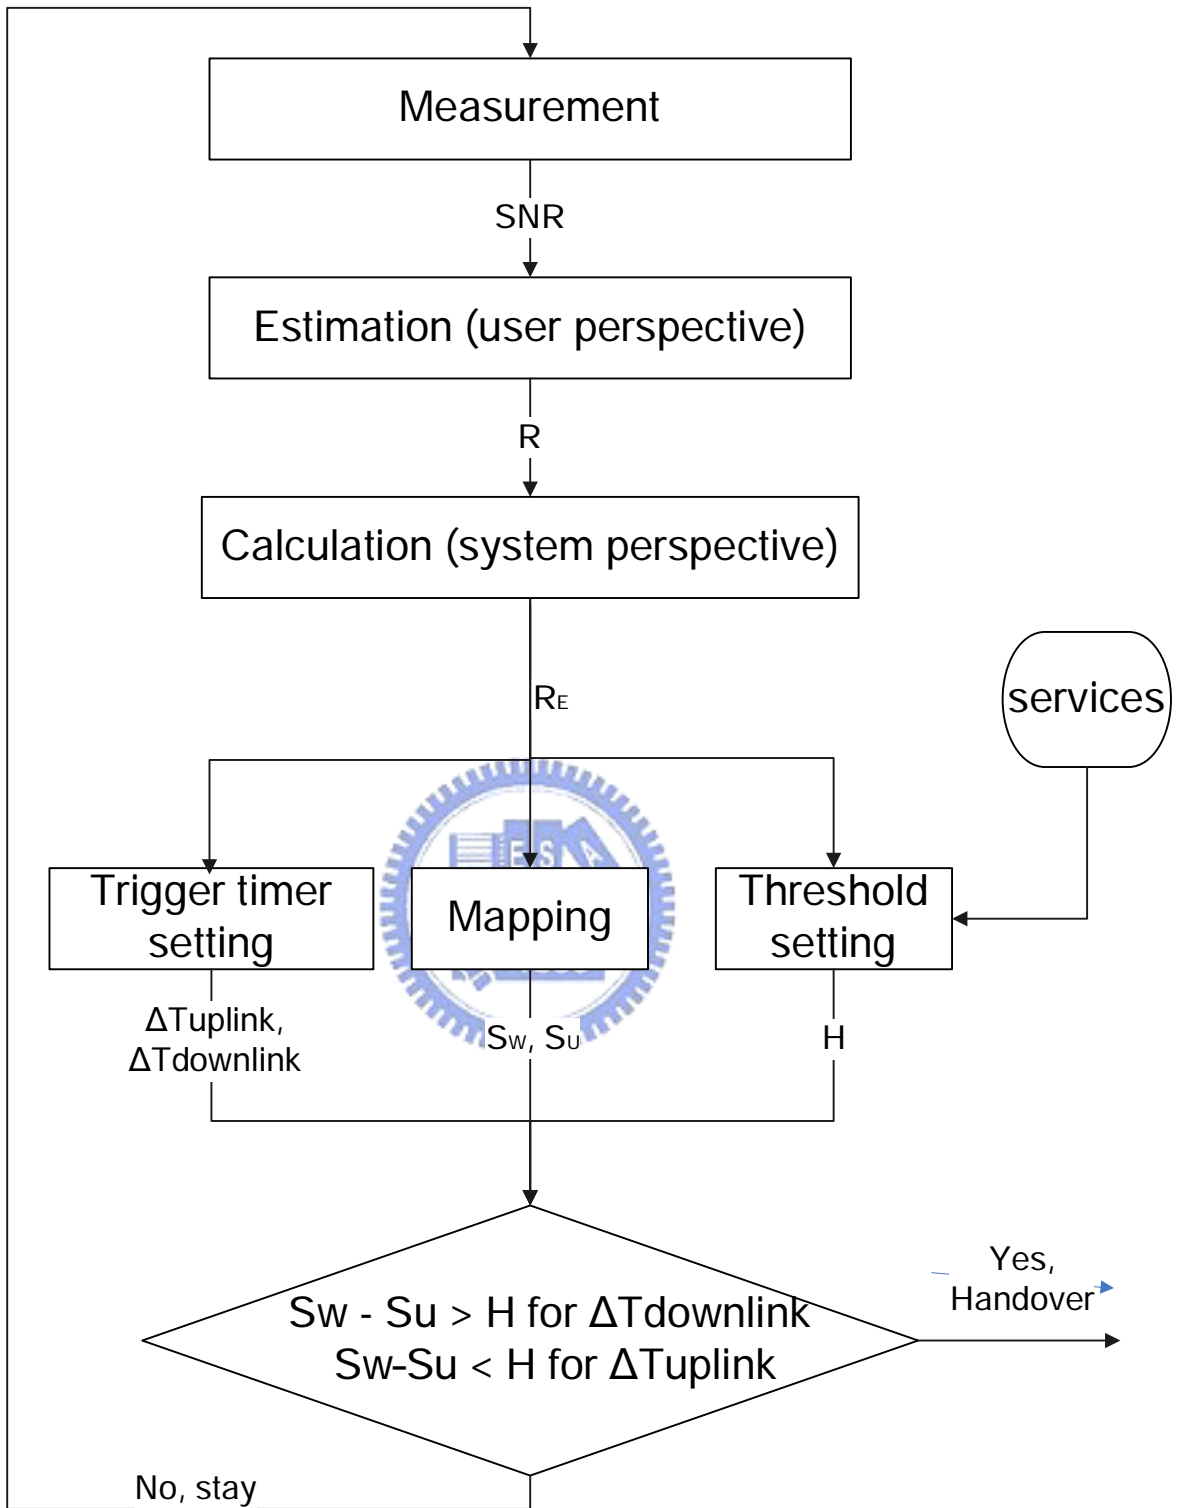 Measurement
SNR
Estimation (user perspective)
R
Calculation (system perspective)
RE
services
Trigger timer
setting
Mapping
Threshold
setting
ΔTuplink,
ΔTdownlink
SW, SU
H
Sw - Su > H for ΔTdownlink
Sw-Su < H for ΔTuplink
Yes,
Handover
No, stay